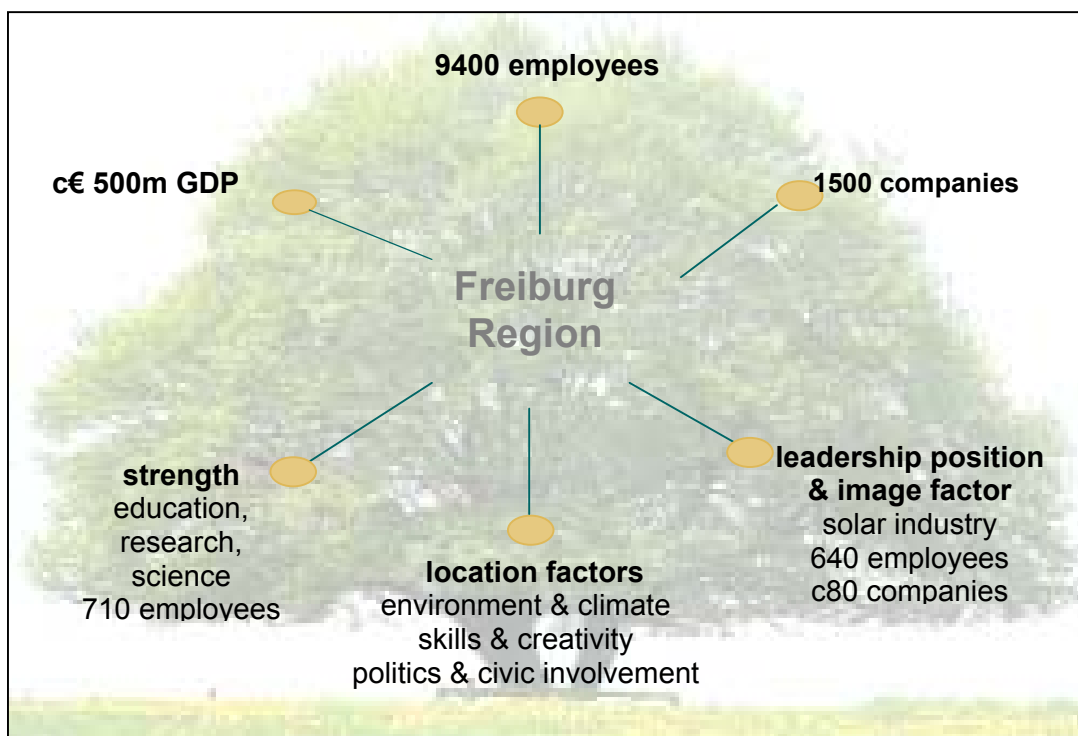 9400 employees
c€ 500m GDP
1500 companies
Freiburg
Region
strength
education,
research,
science
710 employees
location factors
environment & climate
skills & creativity
politics & civic involvement
leadership position
& image factor
solar industry
640 employees
c80 companies